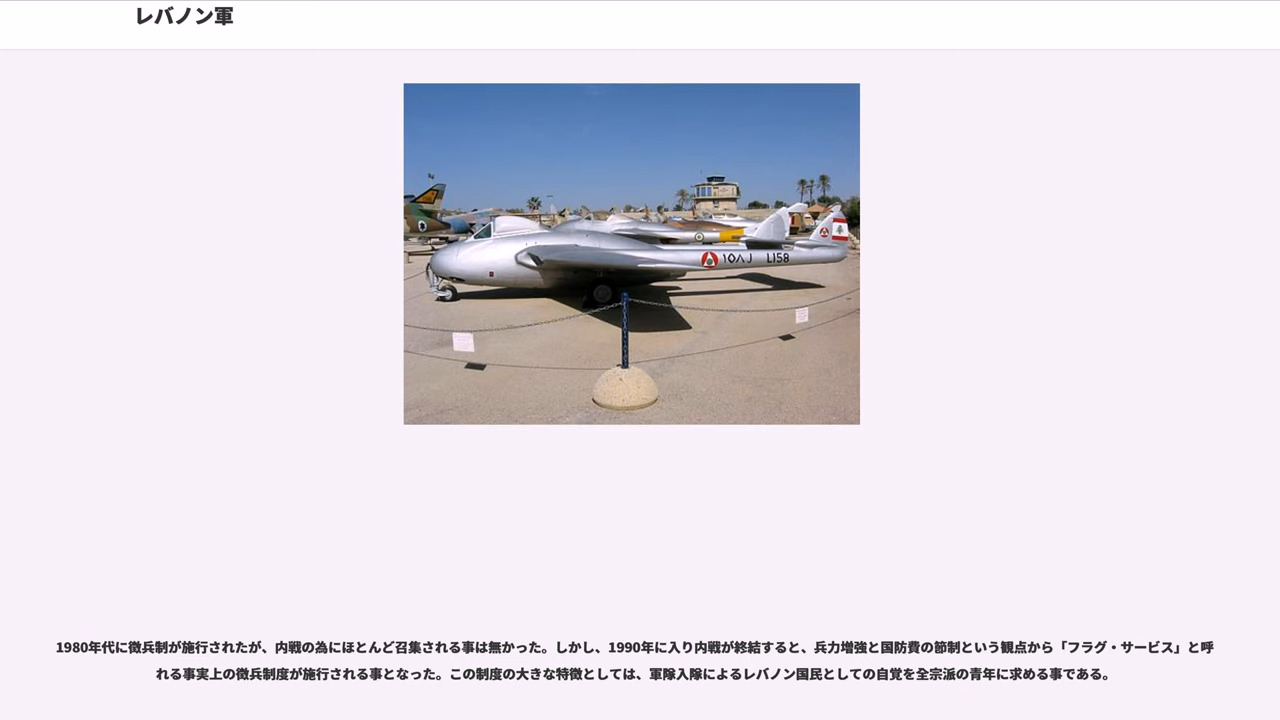 レバノン軍
١٥٨J L158
1980年代に徴兵制が施行されたが、内戦の為にほとんど召集される事は無かった。しかし、1990年に入り内戦が終結すると、兵力増強と国防費の節制という観点から「フラグ・サービス」と呼
れる事実上の徴兵制度が施行される事となった。この制度の大きな特徴としては、軍隊入隊によるレバノン国民としての自覚を全宗派の青年に求める事である。